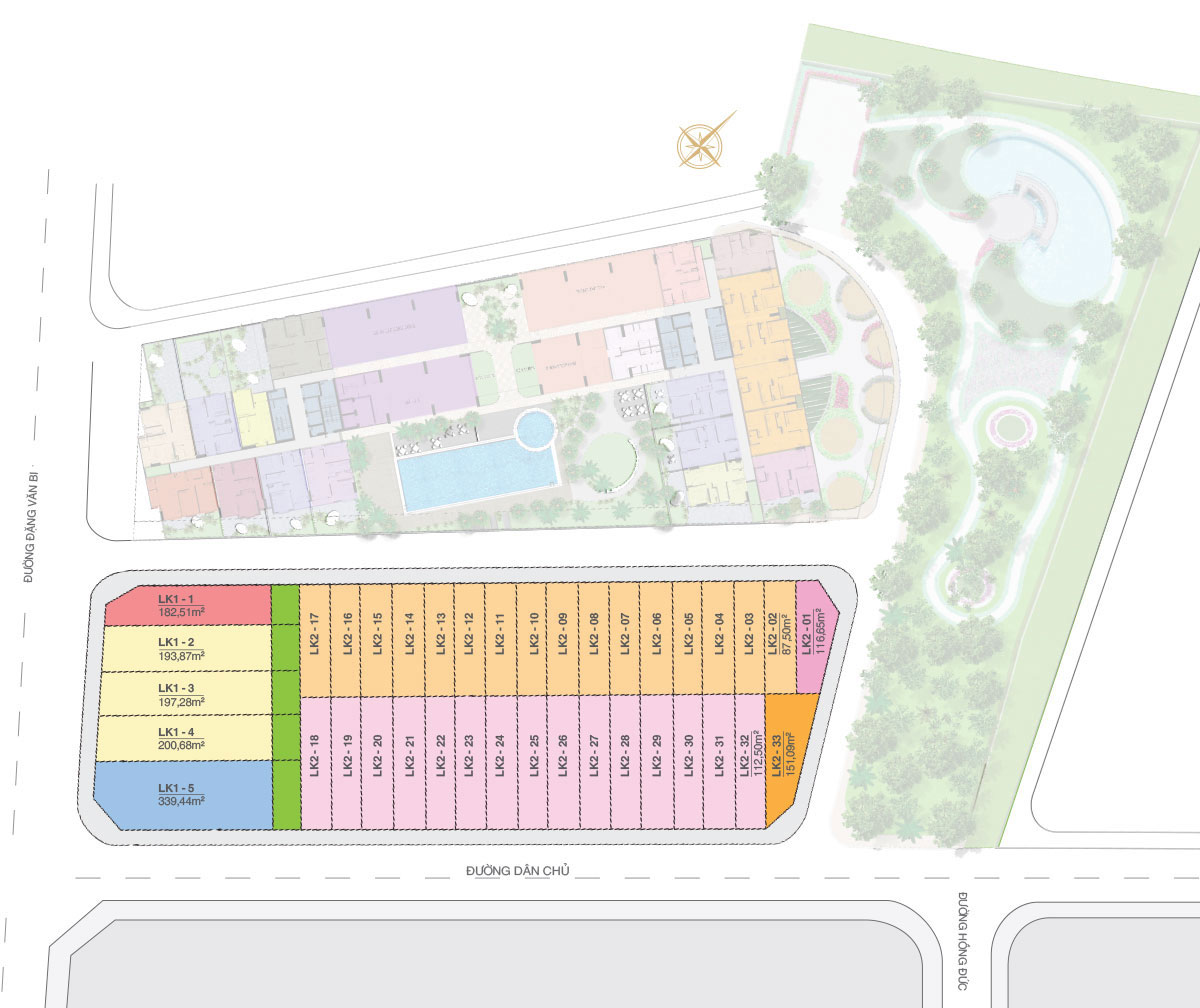 ĐƯỜNG ĐẶNG VĂN BI
LK1 - 1
182,51m²
LK1 - 2
193,87m²
LK1 - 3
197,28m²
LK1 - 4
200,68m²
LK1 - 5
339,44m²
LK2 - 17
LK2 - 16
LK2 - 15
LK2 - 14
LK2 - 13
LK2 - 12
LK2 - 11
LK2 - 10
LK2 - 09
LK2 - 08
LK2 - 07
LK2 - 06
LK2 - 05
LK2 - 04
LK2 - 03
LK2 - 02
87,50m²
LK2 - 01
116,65m²
LK2 - 18
LK2 - 19
LK2 - 20
LK2 - 21
LK2 - 22
LK2 - 23
LK2 - 24
LK2 - 25
LK2 - 26
LK2 - 27
LK2 - 28
LK2 - 29
LK2 - 30
LK2 - 31
LK2 - 32
112,50m²
LK2 - 33
151,09m²
ĐƯỜNG DÂN CHỦ
ĐƯỜNG HỒNG ĐỨC